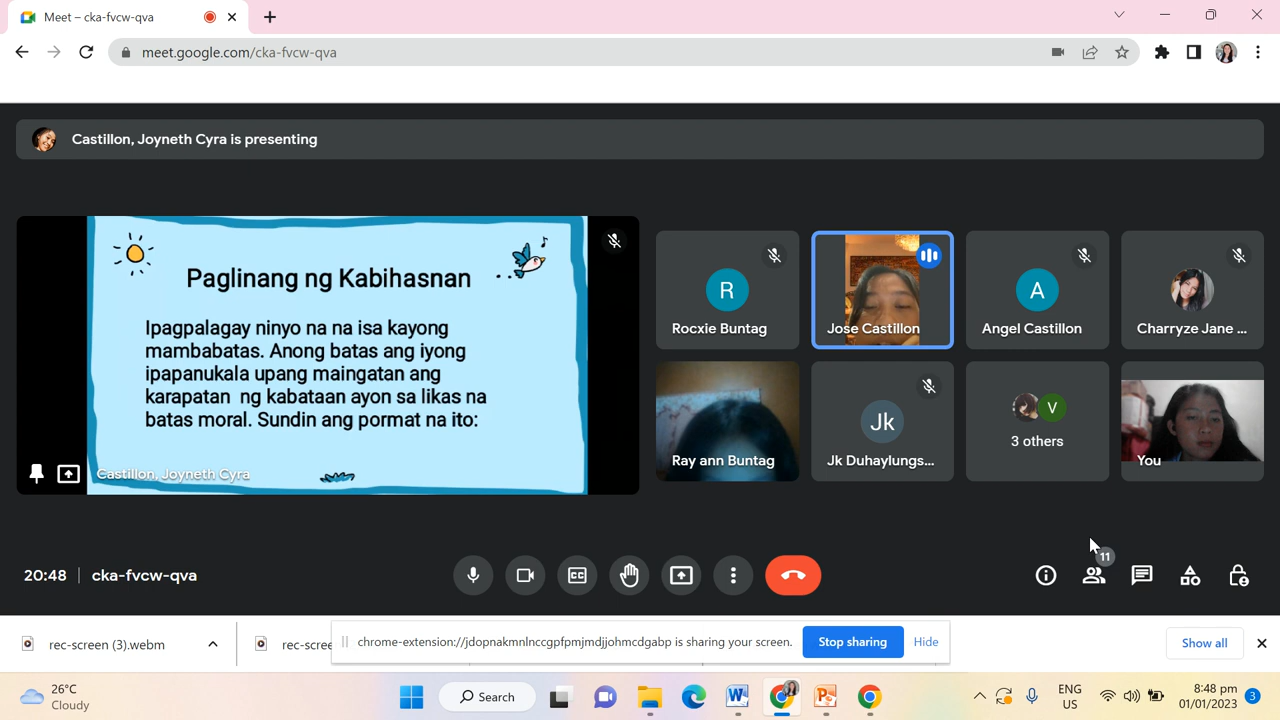 Meet – cka-fvcw-qva
meet.google.com/cka-fvcw-qva
Castillon, Joyneth Cyra is presenting
Paglinang ng Kabihasnan
Ipagpalagay ninyo na na isa kayong
mambabatas. Anong batas ang iyong
ipapanukala upang maingatan ang
karapatan ng kabataan ayon sa likas na
batas moral. Sundin ang pormat na ito:
Castillon, Joyneth Cyra
R
Rocxie Buntag
Jose Castillon
A
Angel Castillon
Charryze Jane ...
Ray ann Buntag
Jk
Jk Duhaylungs...
V
3 others
You
20:48 | cka-fvcw-qva
11
rec-screen (3).webm
rec-scree
chrome-extension://jdopnakmnlnccgpfpmjmdjjohmcdgabp is sharing your screen.
Stop sharing
Hide
Show all
26°C
Cloudy
Search
ENG
US
8:48 pm
01/01/2023
3